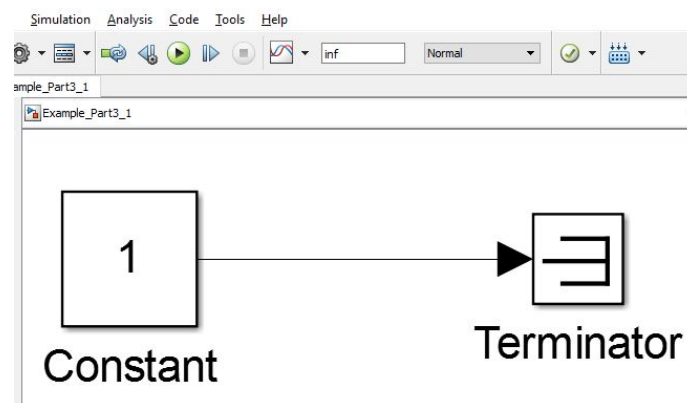 Simulation Analysis Code Tools Help
inf Normal
ample_Part3_1
Example_Part3_1
1
Constant
Terminator